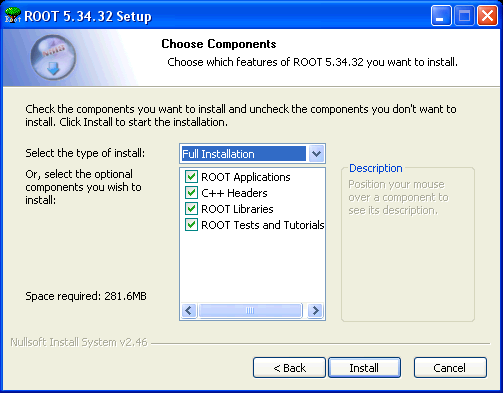 ROOT 5.34.32 Setup
Choose Components
Choose which features of ROOT 5.34.32 you want to install.
Check the components you want to install and uncheck the components you don't want to
install. Click Install to start the installation.
Select the type of install:
Full Installation
Or, select the optional
components you wish to
install:
ROOT Applications
C++ Headers
ROOT Libraries
ROOT Tests and Tutorials
Description
Position your mouse
over a component to
see its description.
Space required: 281.6MB
Nullsoft Install System v2.46
< Back
Install
Cancel